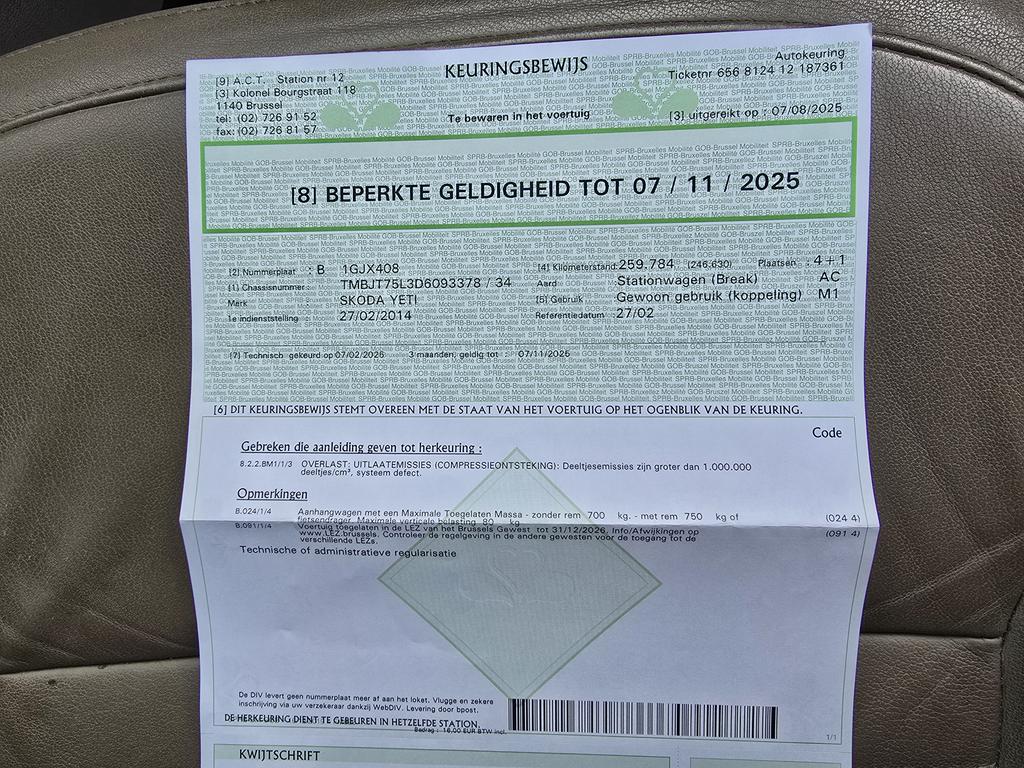 KEURINGSBEWIJS
[9] A.C.T. Station nr 12
[3] Kolonel Bourgstraat 118
1140 Brussel
tel: (02) 726 91 52
fax: (02) 726 81 57
Te bewaren in het voertuig
Autokeuring
Ticketnr 656 8124 12 187361
[3] uitgereikt op : 07/08/2025
[8] BEPERKTE GELDIGHEID TOT 07 / 11 / 2025
[2] Nummerplaat : B 1GJX408
[4] Kilometerstand: 259.784 (246,630) Plaatsen : 4+1
[1] Chassisnummer: TMBJT75L3D6093378 / 34
Aard : Stationwagen (Break) AC
Merk SKODA YETI
[5] Gebruik : Gewoon gebruik (koppeling) M1
1e indienststelling 27/02/2014
Referentiedatum : 27/02
[7] Technisch gekeurd op 07/02/2025 3 maanden, geldig tot : 07/11/2025
[6] DIT KEURINGSBEWIJS STEMT OVEREEN MET DE STAAT VAN HET VOERTUIG OP HET OGENBLIK VAN DE KEURING.
Code
Gebreken die aanleiding geven tot herkeuring :
8.2.2.BM1/1/3 OVERLAST: UITLAATEMISSIES (COMPRESSIEONTSTEKING): Deeltjesemissies zijn groter dan 1.000.000
deeltjes/cm³, systeem defect.
Opmerkingen
B.024/1/4 Aanhangwagen met een Maximale Toegelaten Massa - zonder rem 700 kg. - met rem 750 kg of (024 4)
fietsendrager. Maximale verticale belasting 80 kg
B.091/1/4 Voertuig toegelaten in de LEZ van het Brussels Gewest tot 31/12/2026, Info/Afwijkingen op (091 4)
www.LEZ.brussels. Controleer de regelgeving in de andere gewesten voor de toegang tot de
verschillende LEZs.
Technische of administratieve regularisatie
De DIV levert geen nummerplaat meer af aan het loket. Vlugge en zekere
inschrijving via uw verzekeraar dankzij WebDIV. Levering door bpost.
DE HERKEURING DIENT TE GEBEUREN IN HETZELFDE STATION.
Bedrag : 16,00 EUR BTW incl.
1/1
KWIJTSCHRIFT